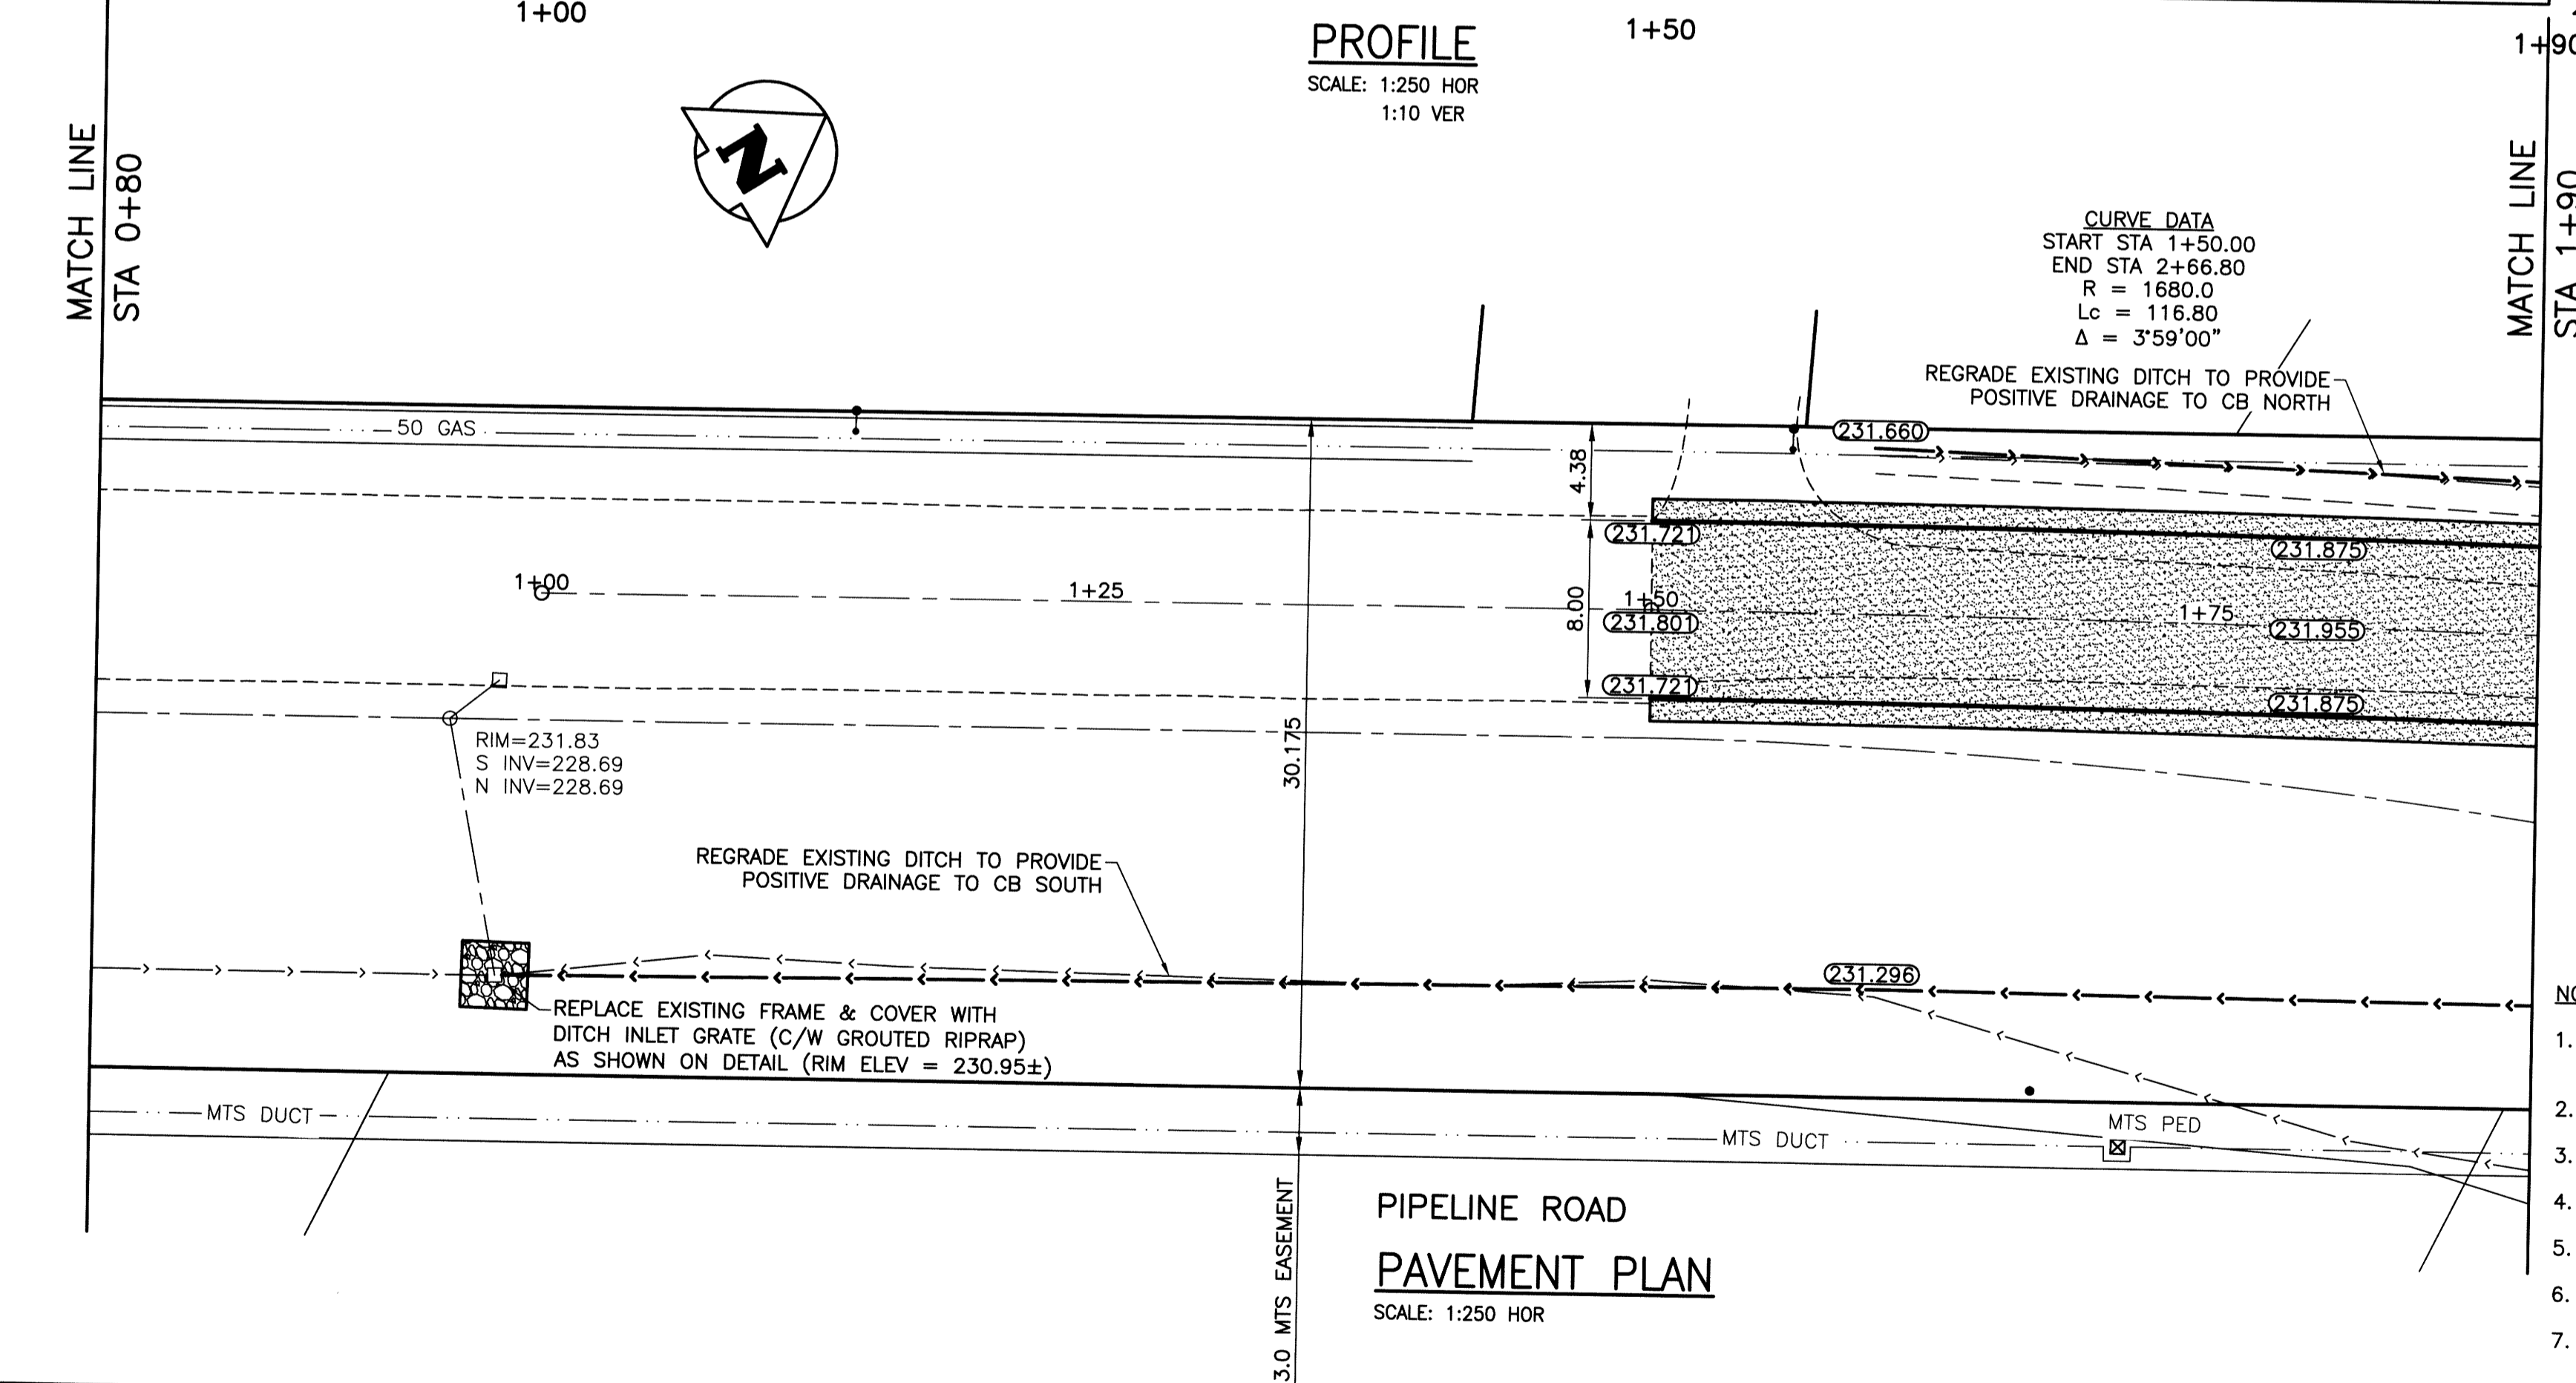 1+00
PROFILE
SCALE: 1:250 HOR
1:10 VER
1+50
1+90
MATCH LINE
STA 0+80
N
MATCH LINE
STA 1+90
CURVE DATA
START STA 1+50.00
END STA 2+66.80
R = 1680.0
Lc = 116.80
Δ = 3°59'00"
REGRADE EXISTING DITCH TO PROVIDE
POSITIVE DRAINAGE TO CB NORTH
50 GAS
231.660
4.38
231.721
231.875
1+00
1+25
8.00
1+50
231.801
1+75
231.955
231.721
231.875
RIM=231.83
S INV=228.69
N INV=228.69
30.175
REGRADE EXISTING DITCH TO PROVIDE
POSITIVE DRAINAGE TO CB SOUTH
231.296
REPLACE EXISTING FRAME & COVER WITH
DITCH INLET GRATE (C/W GROUTED RIPRAP)
AS SHOWN ON DETAIL (RIM ELEV = 230.95±)
MTS DUCT
MTS DUCT
MTS PED
3.0 MTS EASEMENT
PIPELINE ROAD
PAVEMENT PLAN
SCALE: 1:250 HOR
1.
2.
3.
4.
5.
6.
7.